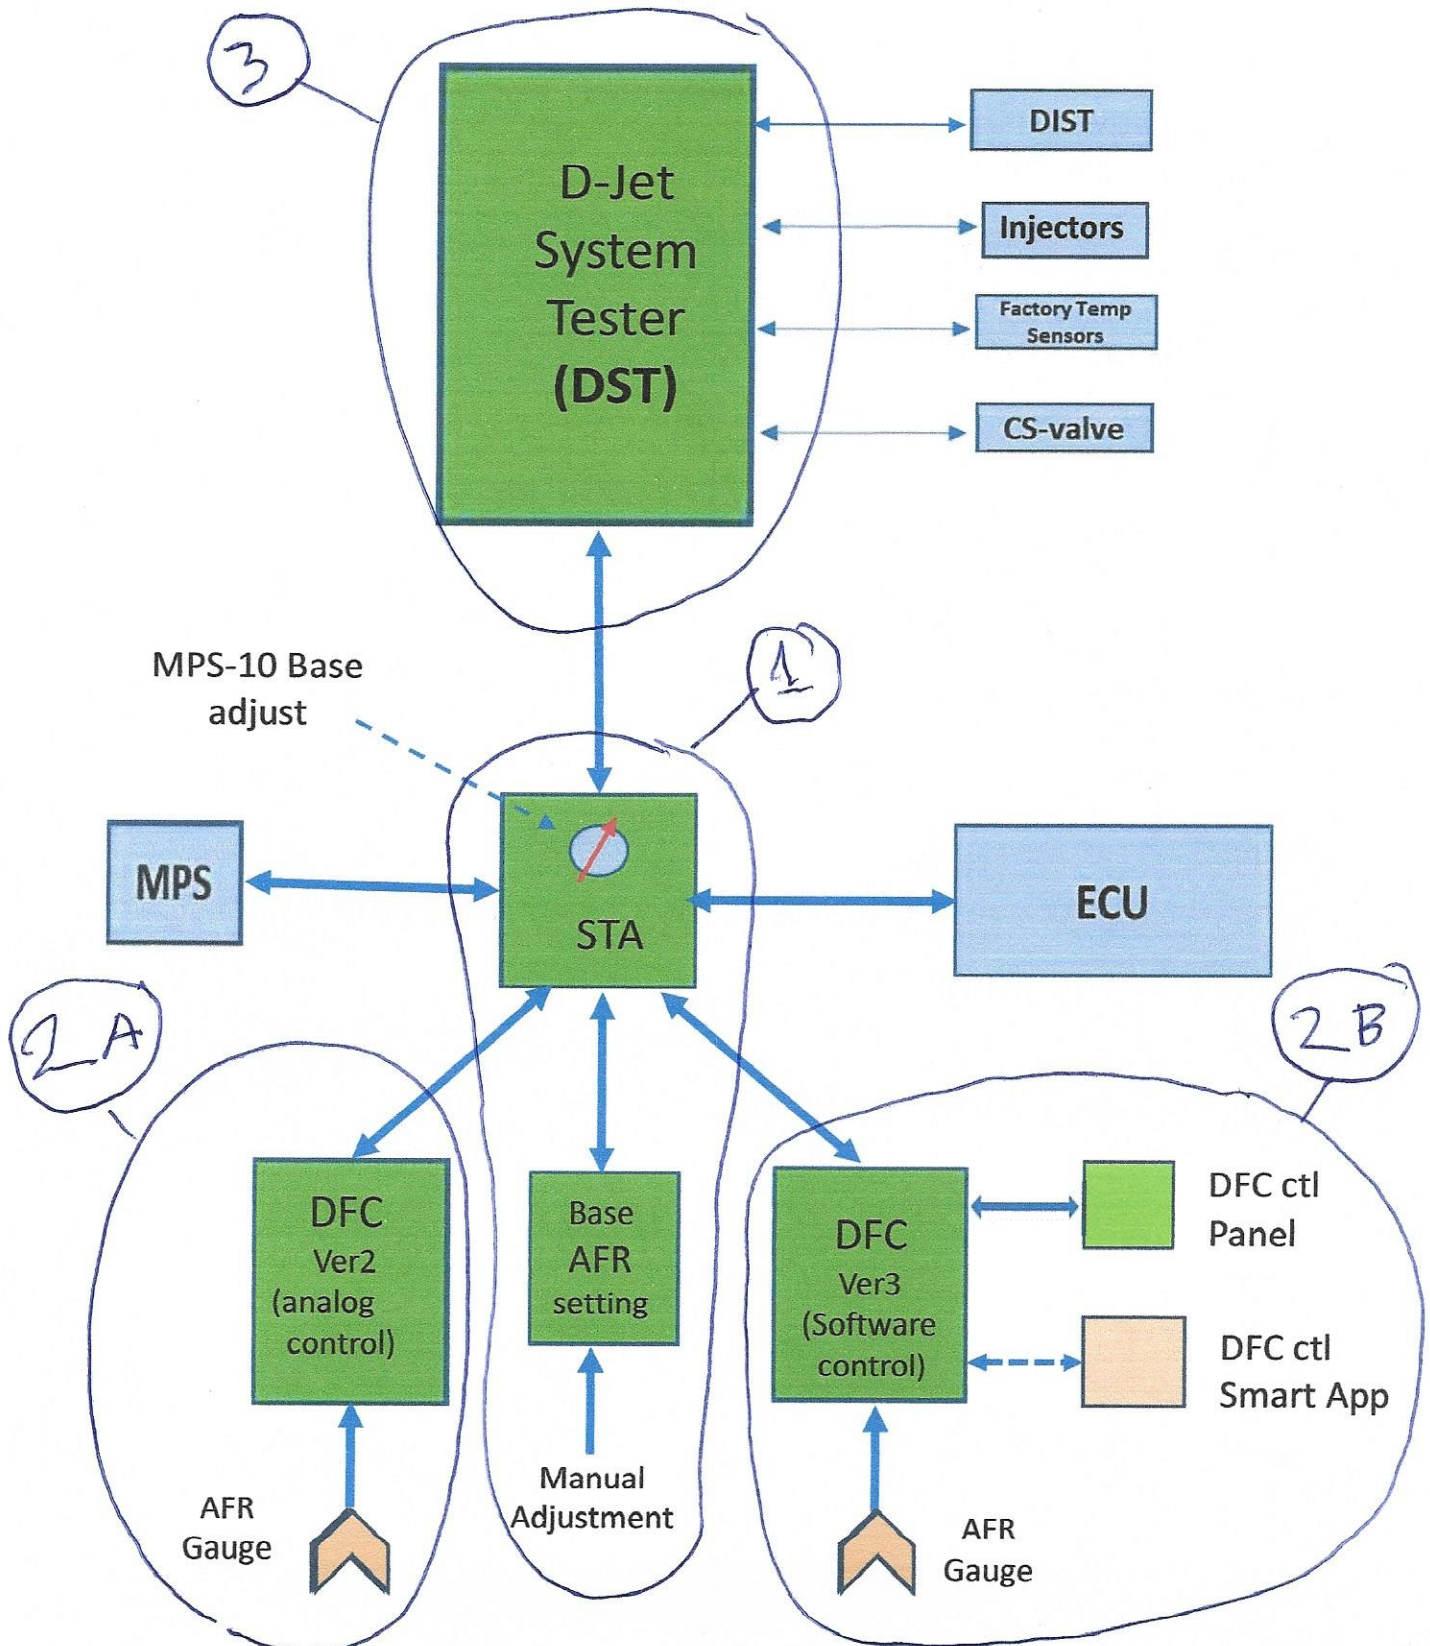 3
D-Jet
System
Tester
(DST)
DIST
Injectors
Factory Temp
Sensors
CS-valve
MPS-10 Base
adjust
1
MPS
STA
ECU
2A
2B
DFC
Ver2
(analog
control)
Base
AFR
setting
DFC
Ver3
(Software
control)
DFC ctl
Panel
DFC ctl
Smart App
AFR
Gauge
Manual
Adjustment
AFR
Gauge